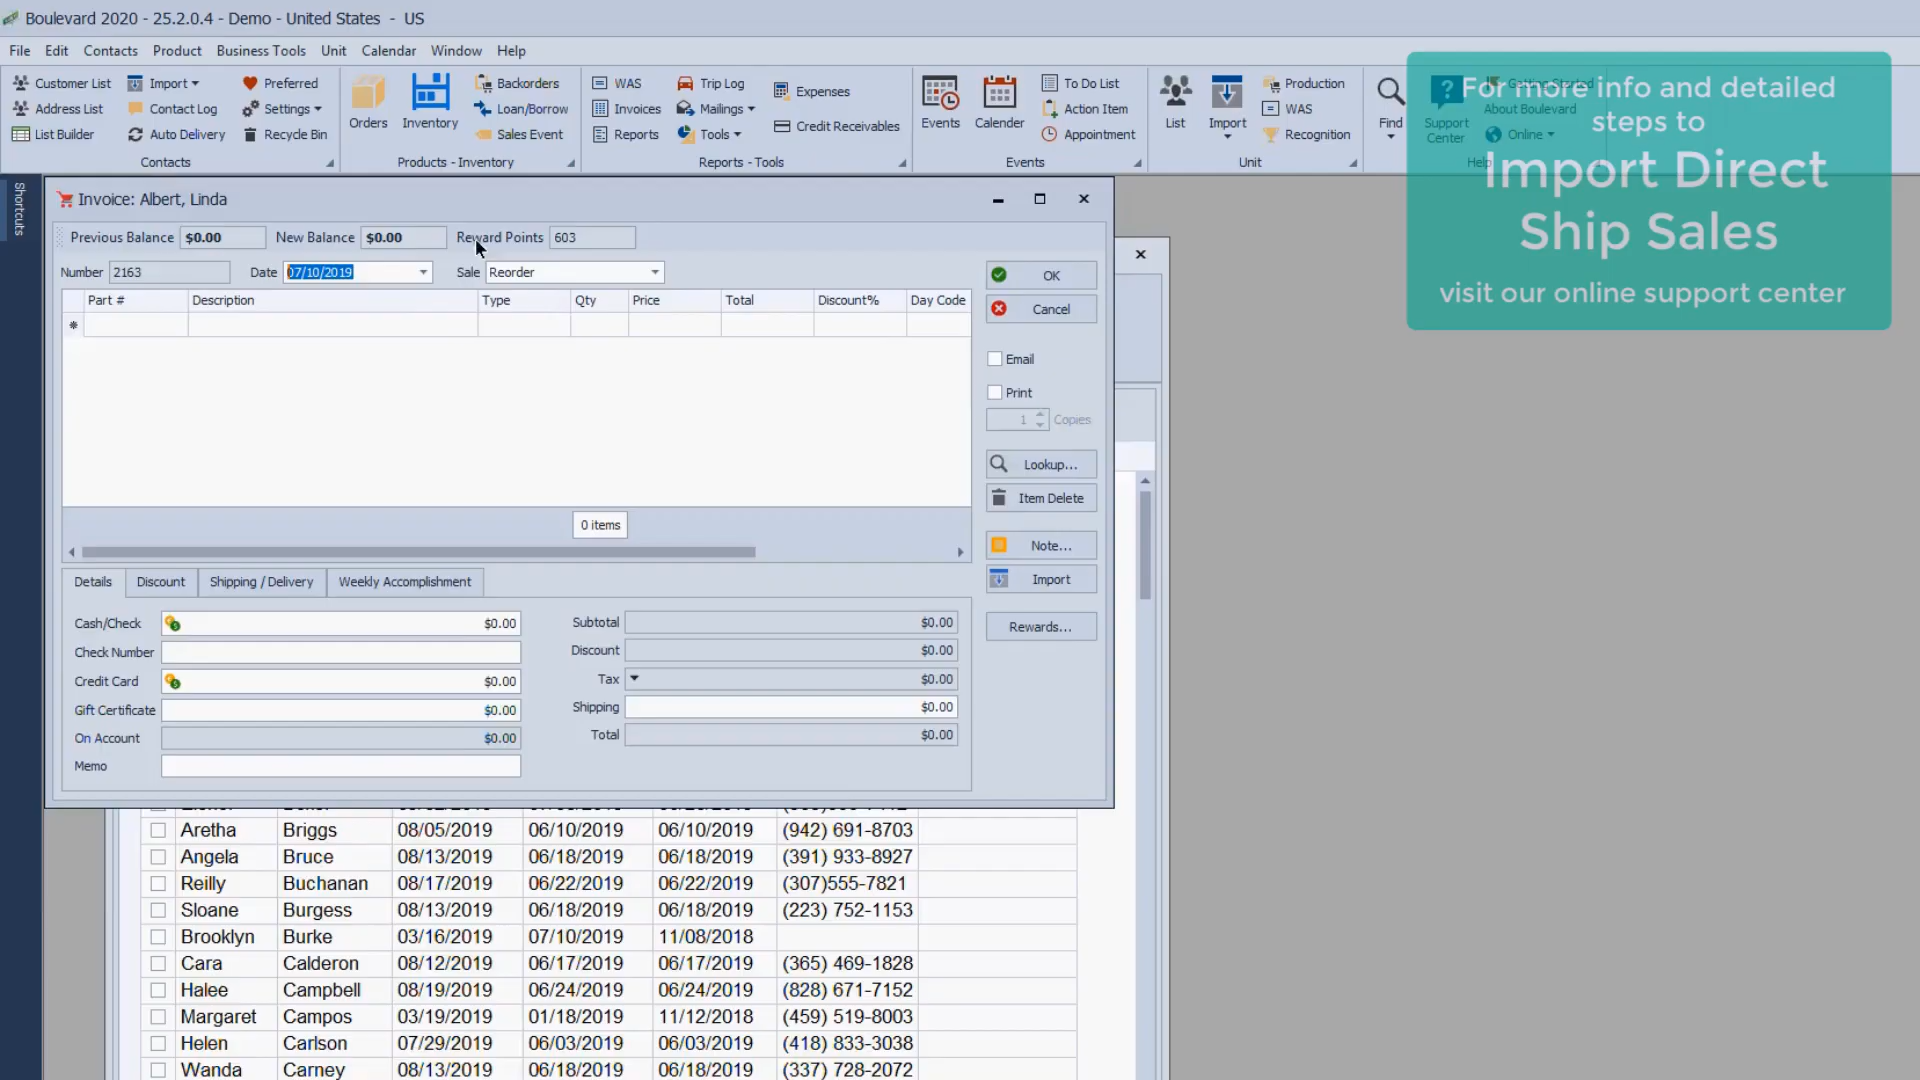 Boulevard 2020 - 25.2.0.4 - Demo - United States - US
File Edit Contacts Product Business Tools Unit Calendar Window Help
Customer List Import Preferred
Address List Contact Log Settings
List Builder Auto Delivery Recycle Bin
Contacts
Orders Inventory
Backorders
Loan/Borrow
Sales Event
Products - Inventory
WAS Trip Log Expenses
Invoices Mailings
Reports Tools Credit Receivables
Reports - Tools
Events Calender
To Do List
Action Item
Appointment
Events
List Import
Production
WAS
Recognition
Unit
Find
Support Center
Getting Started
About Boulevard
Online
Help
For more info and detailed
steps to
Import Direct
Ship Sales
visit our online support center
Shortcuts
Invoice: Albert, Linda
Previous Balance $0.00 New Balance $0.00 Reward Points 603
Number 2163 Date 07/10/2019 Sale Reorder
Part # Description Type Qty Price Total Discount% Day Code
0 items
OK
Cancel
Email
Print
1 Copies
Lookup...
Item Delete
Note...
Import
Rewards...
Details Discount Shipping / Delivery Weekly Accomplishment
Cash/Check $0.00
Check Number
Credit Card $0.00
Gift Certificate $0.00
On Account $0.00
Memo
Subtotal $0.00
Discount $0.00
Tax $0.00
Shipping $0.00
Total $0.00
Aretha Briggs 08/05/2019 06/10/2019 06/10/2019 (942) 691-8703
Angela Bruce 08/13/2019 06/18/2019 06/18/2019 (391) 933-8927
Reilly Buchanan 08/17/2019 06/22/2019 06/22/2019 (307)555-7821
Sloane Burgess 08/13/2019 06/18/2019 06/18/2019 (223) 752-1153
Brooklyn Burke 03/16/2019 07/10/2019 11/08/2018
Cara Calderon 08/12/2019 06/17/2019 06/17/2019 (365) 469-1828
Halee Campbell 08/19/2019 06/24/2019 06/24/2019 (828) 671-7152
Margaret Campos 03/19/2019 01/18/2019 11/12/2018 (459) 519-8003
Helen Carlson 07/29/2019 06/03/2019 06/03/2019 (418) 833-3038
Wanda Carney 08/13/2019 06/18/2019 06/18/2019 (337) 728-2072